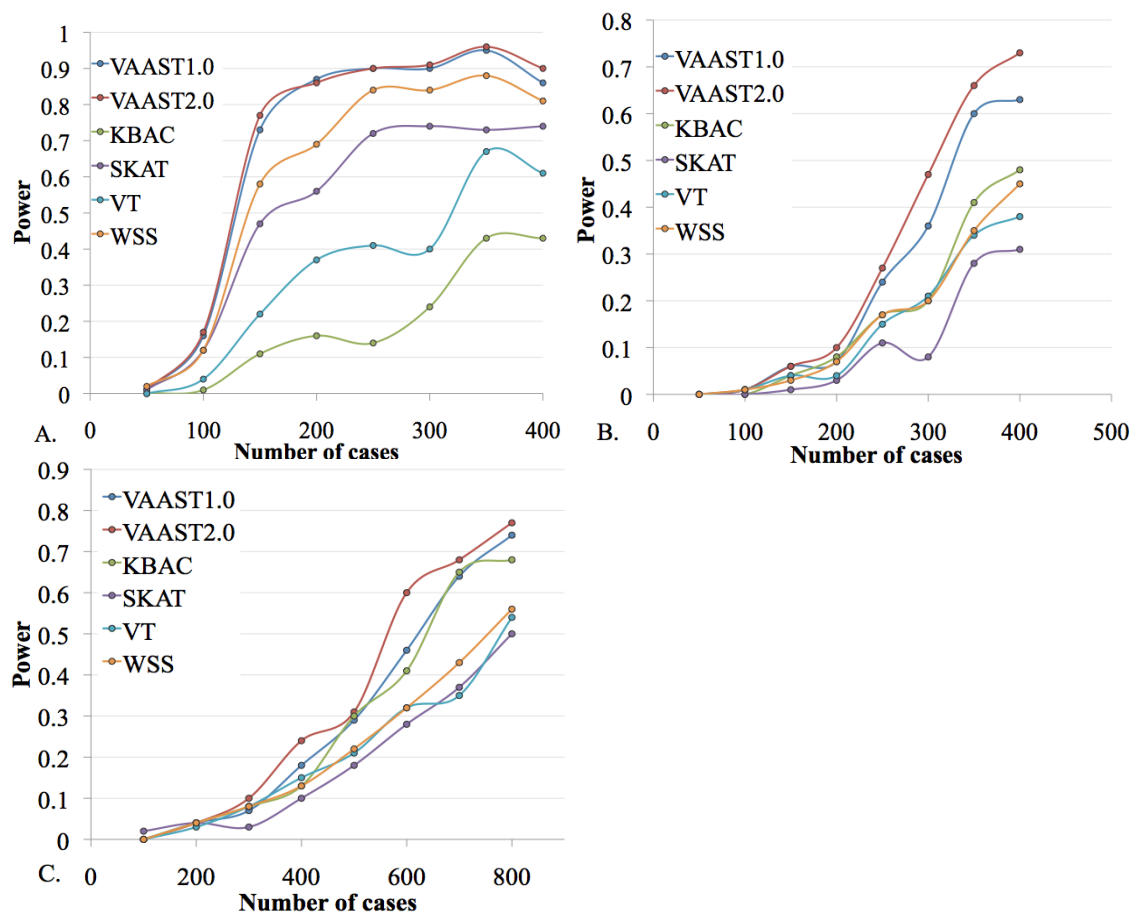 1
0.9
0.8
0.7
0.6
0.5
0.4
0.3
0.2
0.1
0
Power
VAAST1.0
VAAST2.0
KBAC
SKAT
VT
WSS
0 100 200 300 400
A.
Number of cases
0.8
0.7
0.6
0.5
0.4
0.3
0.2
0.1
0
Power
VAAST1.0
VAAST2.0
KBAC
SKAT
VT
WSS
0 100 200 300 400 500
B.
Number of cases
0.9
0.8
0.7
0.6
0.5
0.4
0.3
0.2
0.1
0
Power
VAAST1.0
VAAST2.0
KBAC
SKAT
VT
WSS
0 200 400 600 800
C.
Number of cases